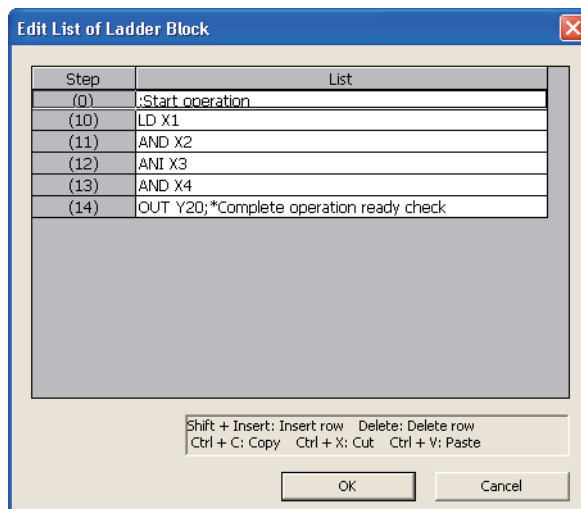 Edit List of Ladder Block
Step List
(0) ;Start operation
(10) LD X1
(11) AND X2
(12) ANI X3
(13) AND X4
(14) OUT Y20;*Complete operation ready check
Shift + Insert: Insert row Delete: Delete row
Ctrl + C: Copy Ctrl + X: Cut Ctrl + V: Paste
OK Cancel